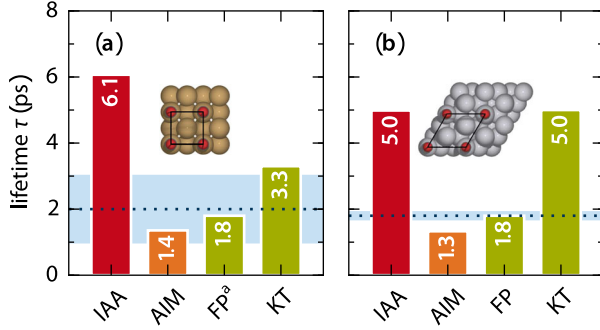 lifetime τ (ps)
8
6
4
2
0
(a)
6.1
1.4
1.8
3.3
IAA
AIM
FPᵃ
KT
(b)
5.0
1.3
1.8
5.0
IAA
AIM
FP
KT